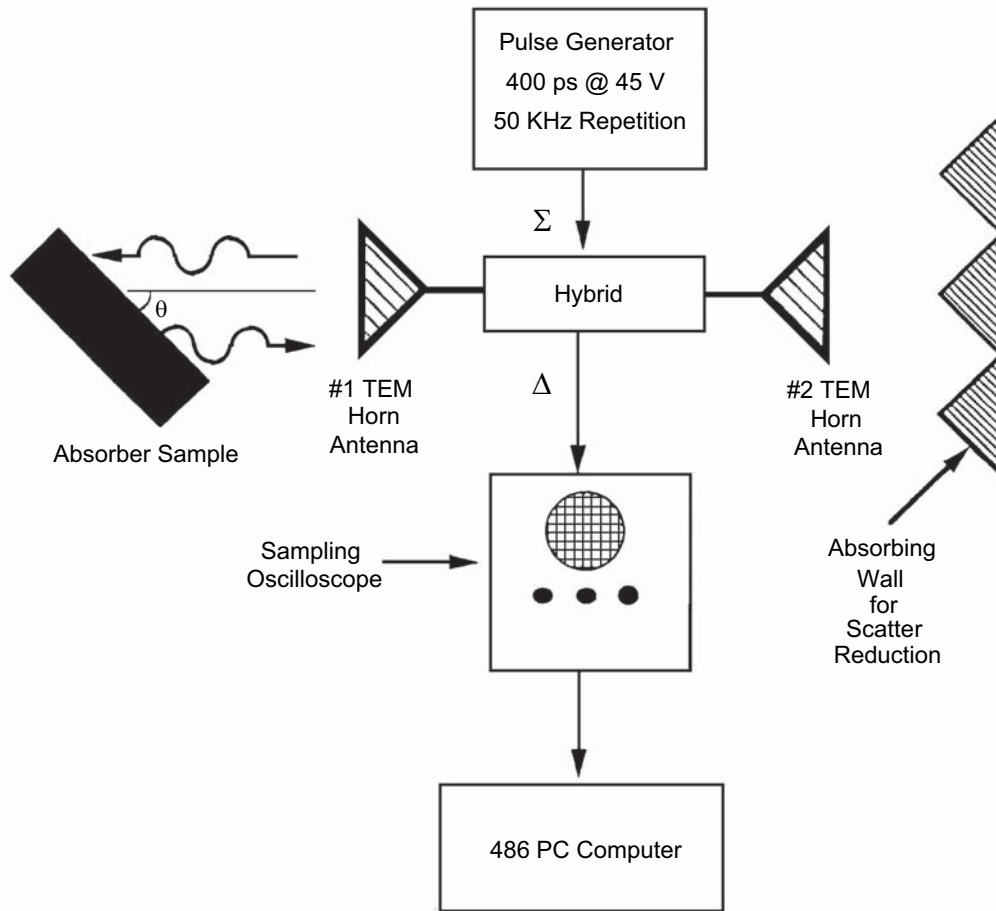 Pulse Generator
400 ps @ 45 V
50 KHz Repetition
Σ
Hybrid
θ
#1 TEM
Horn
Antenna
Δ
#2 TEM
Horn
Antenna
Absorber Sample
Sampling
Oscilloscope
Absorbing
Wall
for
Scatter
Reduction
486 PC Computer